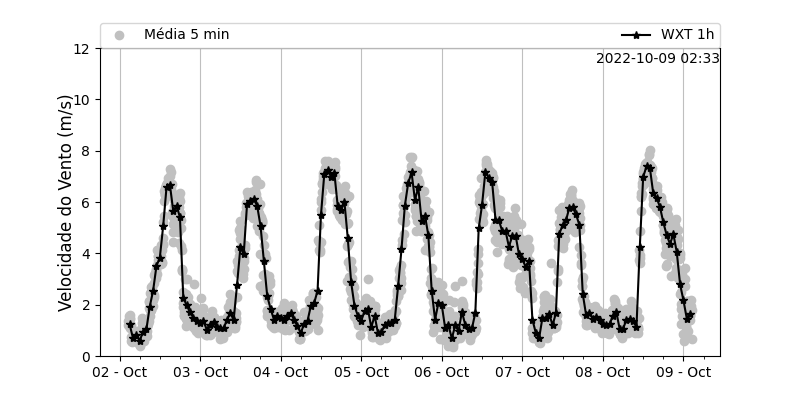 Média 5 min
WXT 1h
2022-10-09 02:33
Velocidade do Vento (m/s)
12
10
8
6
4
2
0
02 - Oct
03 - Oct
04 - Oct
05 - Oct
06 - Oct
07 - Oct
08 - Oct
09 - Oct